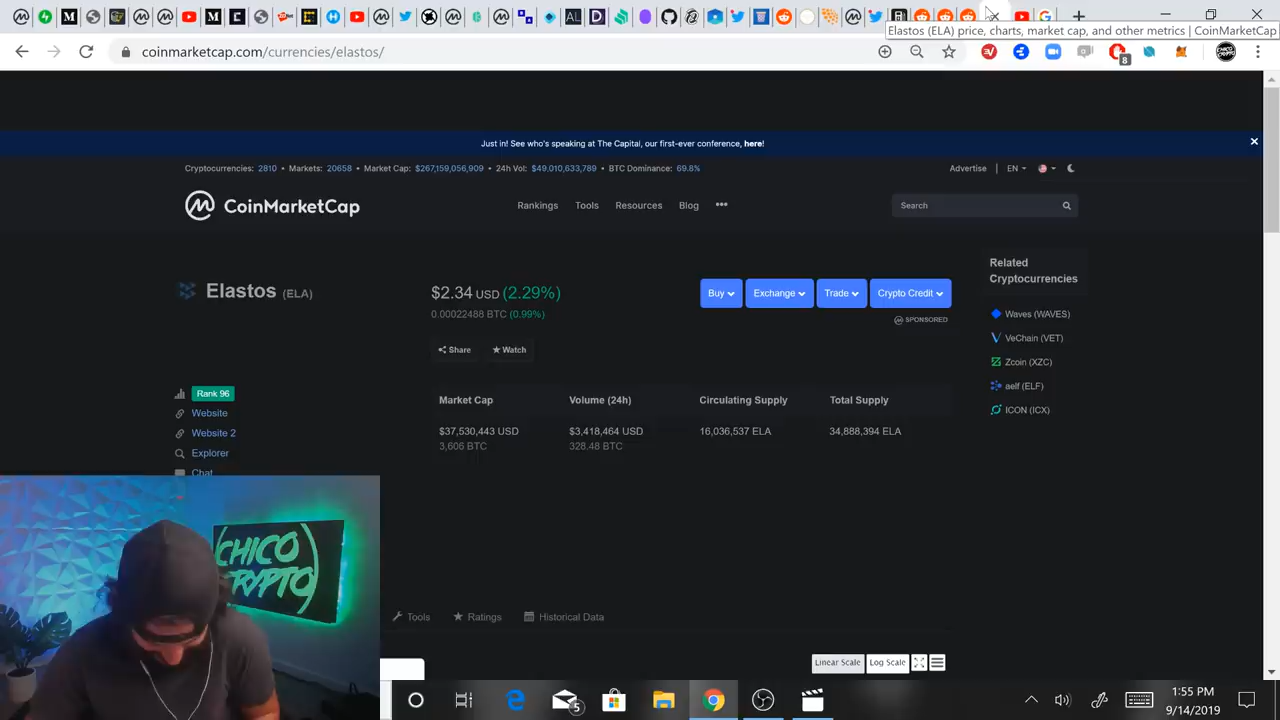 Elastos (ELA) price, charts, market cap, and other metrics | CoinMarketCap
coinmarketcap.com/currencies/elastos/
8
Just in! See who's speaking at The Capital, our first-ever conference, here!
Cryptocurrencies: 2810 • Markets: 20658 • Market Cap: $267,159,056,909 • 24h Vol: $49,010,633,789 • BTC Dominance: 69.8%
Advertise | EN
CoinMarketCap
Rankings Tools Resources Blog •••
Search
Related
Cryptocurrencies
Elastos (ELA)
$2.34 USD (2.29%)
0.00022488 BTC (0.99%)
Buy Exchange Trade Crypto Credit
SPONSORED
Waves (WAVES)
VeChain (VET)
Zcoin (XZC)
aelf (ELF)
ICON (ICX)
Share Watch
Rank 96
Website
Website 2
Explorer
Chat
Market Cap Volume (24h) Circulating Supply Total Supply
$37,530,443 USD $3,418,464 USD 16,036,537 ELA 34,888,394 ELA
3,606 BTC 328.48 BTC
CHICO
CRYPTO
Tools Ratings Historical Data
Linear Scale Log Scale
5
1:55 PM
9/14/2019